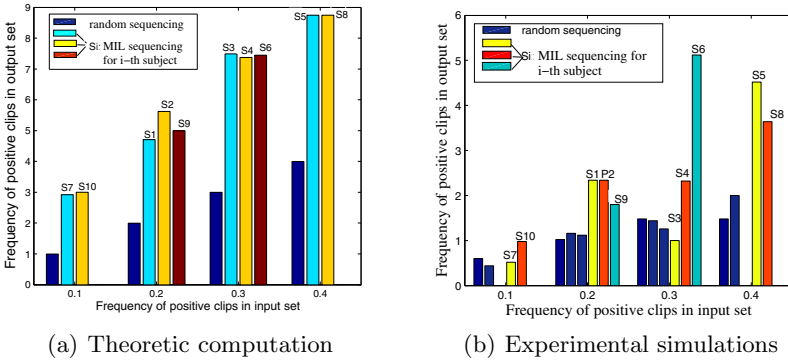 9
8
7
6
5
4
3
2
1
0
Frequency of positive clips in output set
random sequencing
Si: MIL sequencing
for i-th subject
S7
S10
S1
S2
S9
S3
S4
S6
S5
S8
0.1
0.2
0.3
0.4
Frequency of positive clips in input set
(a) Theoretic computation
6
5
4
3
2
1
0
Frequency of positive clips in output set
random sequencing
Si: MIL sequencing for
i-th subject
S7
S10
S1 P2
S9
S3
S4
S6
S5
S8
0.1
0.2
0.3
0.4
Frequency of positive clips in input set
(b) Experimental simulations